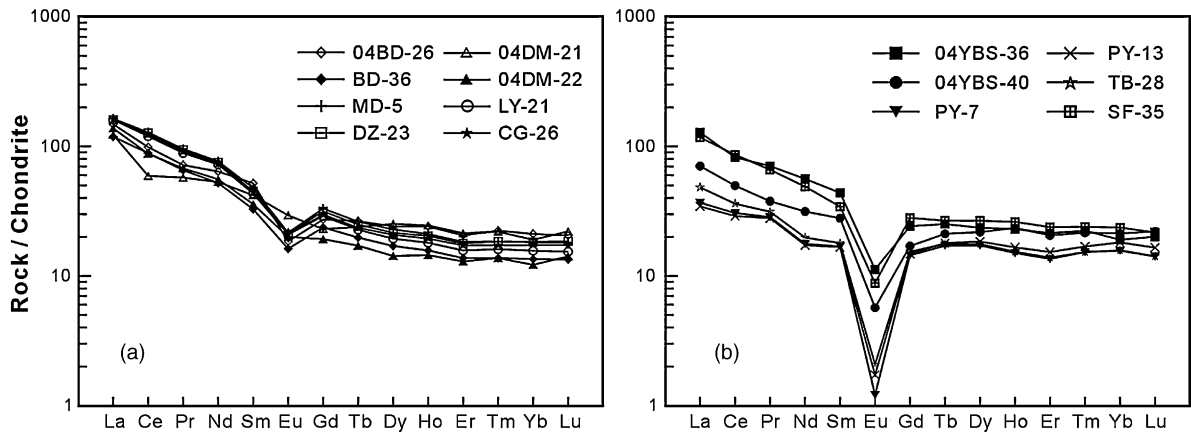 Rock / Chondrite
1000
100
10
1
04BD-26 04DM-21
BD-36 04DM-22
MD-5 LY-21
DZ-23 CG-26
(a)
La Ce Pr Nd Sm Eu Gd Tb Dy Ho Er Tm Yb Lu
1000
100
10
1
04YBS-36 PY-13
04YBS-40 TB-28
PY-7 SF-35
(b)
La Ce Pr Nd Sm Eu Gd Tb Dy Ho Er Tm Yb Lu